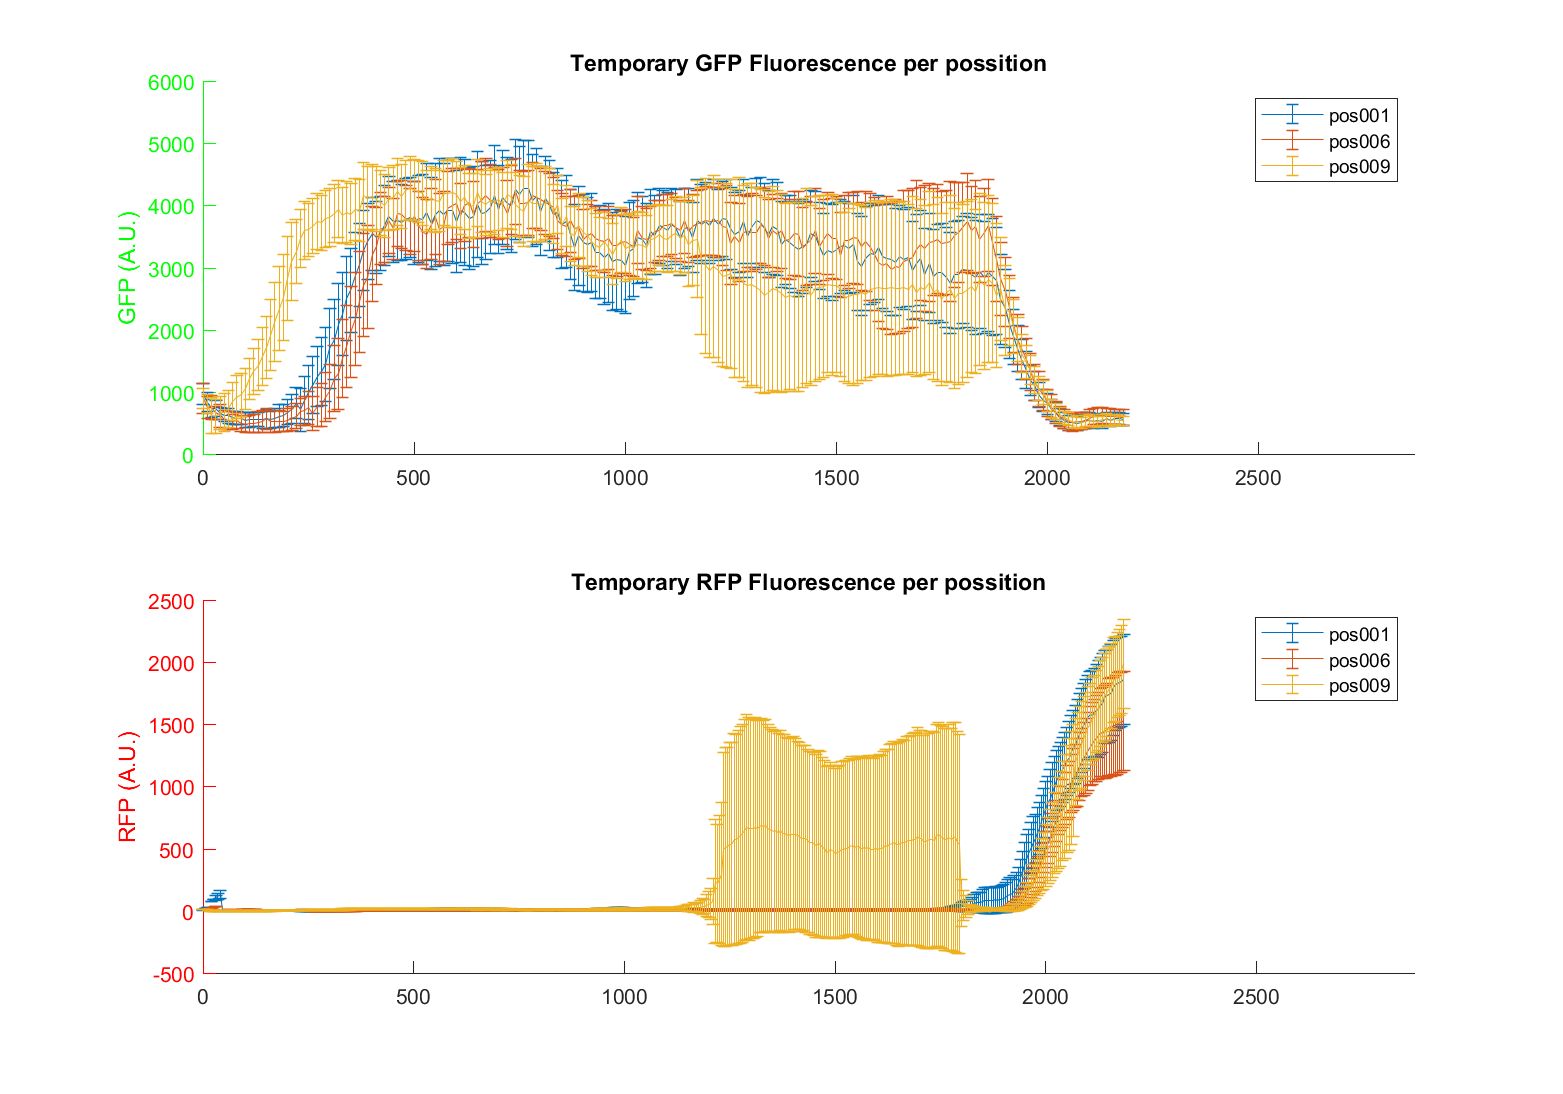 Temporary GFP Fluorescence per possition
6000
5000
4000
3000
2000
1000
0
GFP (A.U.)
0 500 1000 1500 2000 2500
pos001
pos006
pos009
Temporary RFP Fluorescence per possition
2500
2000
1500
1000
500
0
-500
RFP (A.U.)
0 500 1000 1500 2000 2500
pos001
pos006
pos009